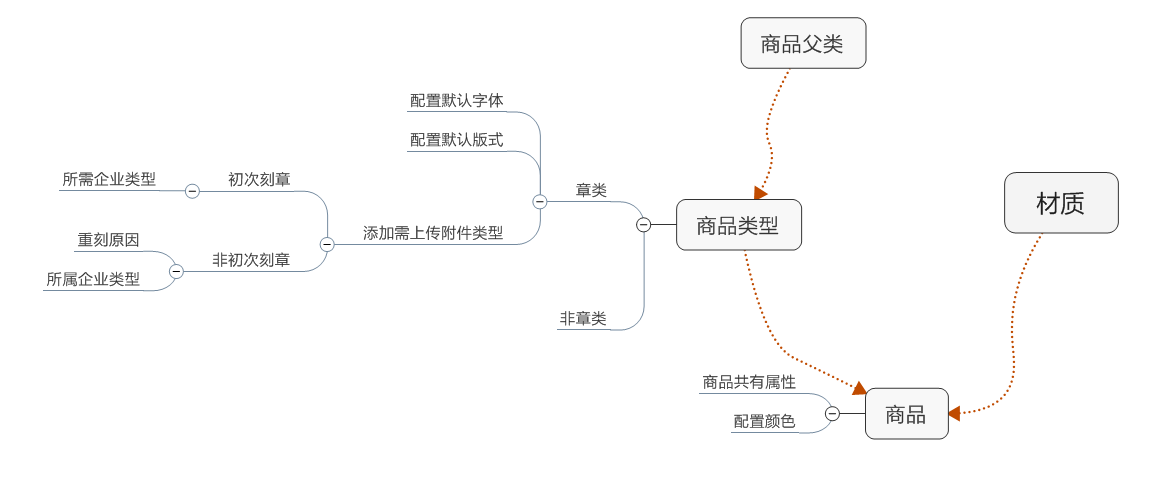 商品父类
配置默认字体
配置默认版式
所需企业类型
初次刻章
章类
材质
商品类型
添加需上传附件类型
重刻原因
非初次刻章
所属企业类型
非章类
商品共有属性
商品
配置颜色